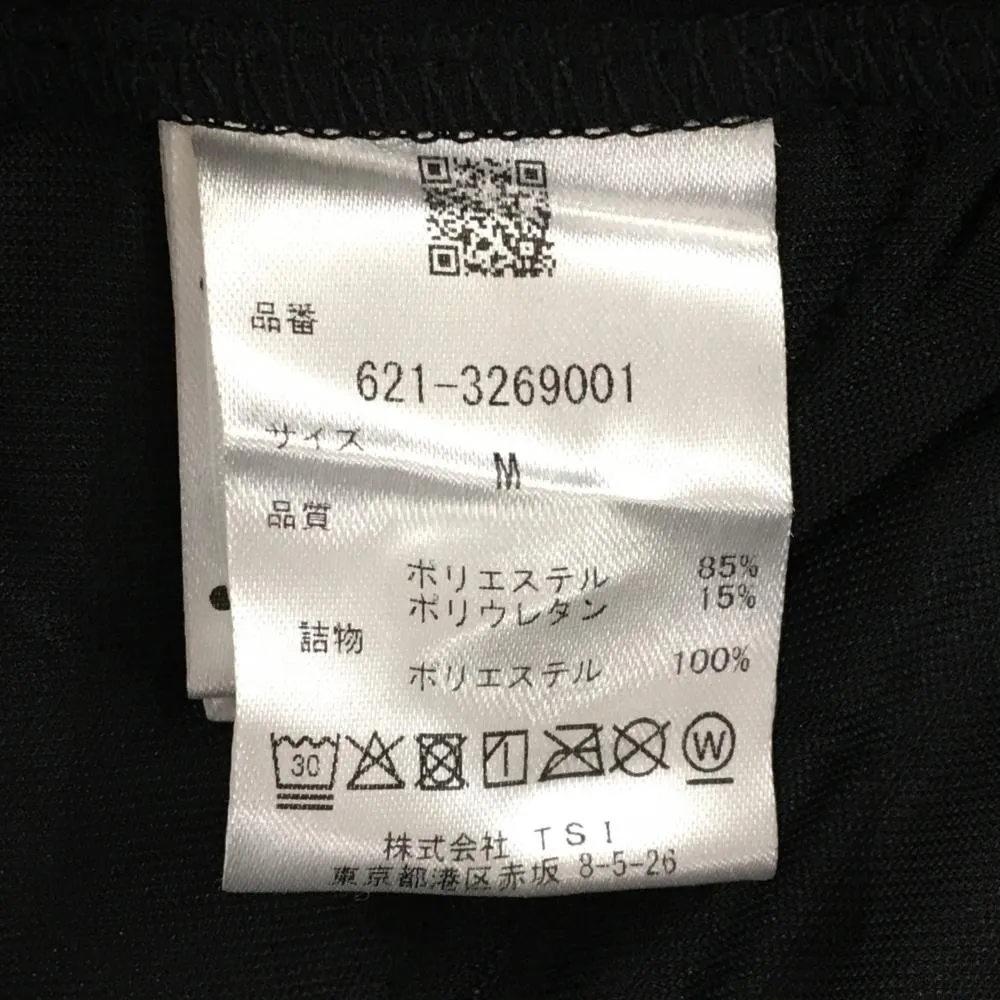 品番
621-3269001
サイズ
M
品質
ポリエステル 85%
ポリウレタン 15%
詰物
ポリエステル 100%
30
W
株式会社 TSI
東京都港区赤坂 8-5-26